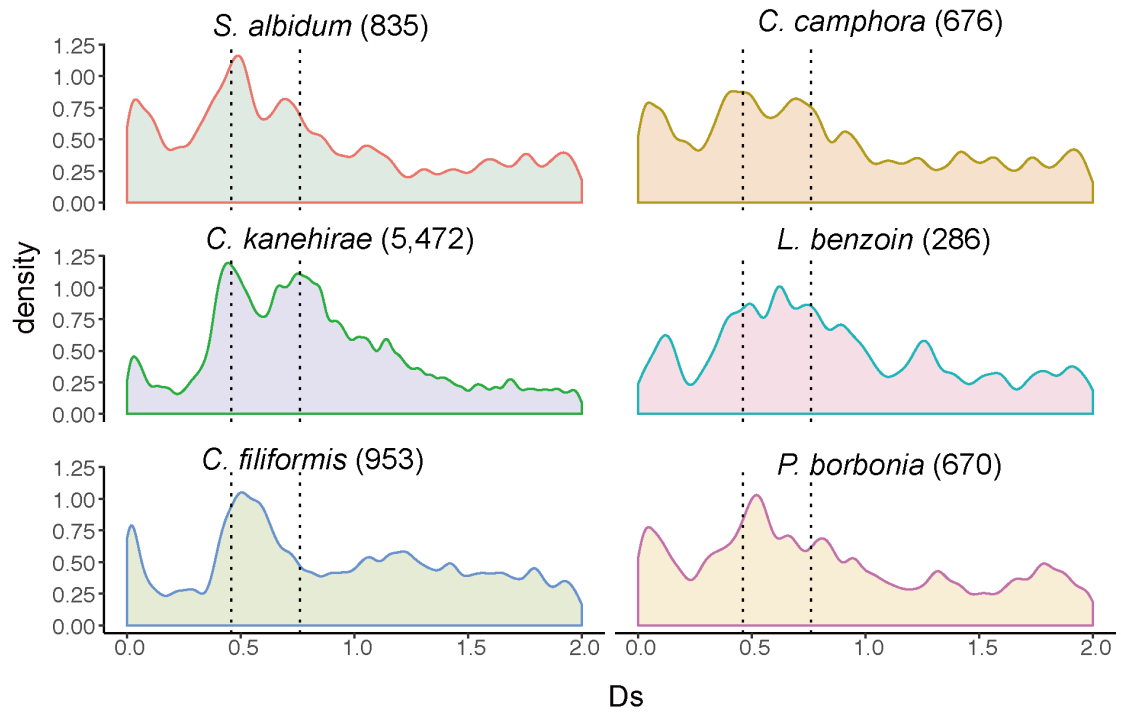 S. albidum (835)
C. camphora (676)
1.25
1.00
0.75
0.50
0.25
0.00
C. kanehirae (5,472)
L. benzoin (286)
1.25
1.00
0.75
0.50
0.25
0.00
density
C. filiformis (953)
P. borbonia (670)
1.25
1.00
0.75
0.50
0.25
0.00
0.0 0.5 1.0 1.5 2.0
0.0 0.5 1.0 1.5 2.0
Ds